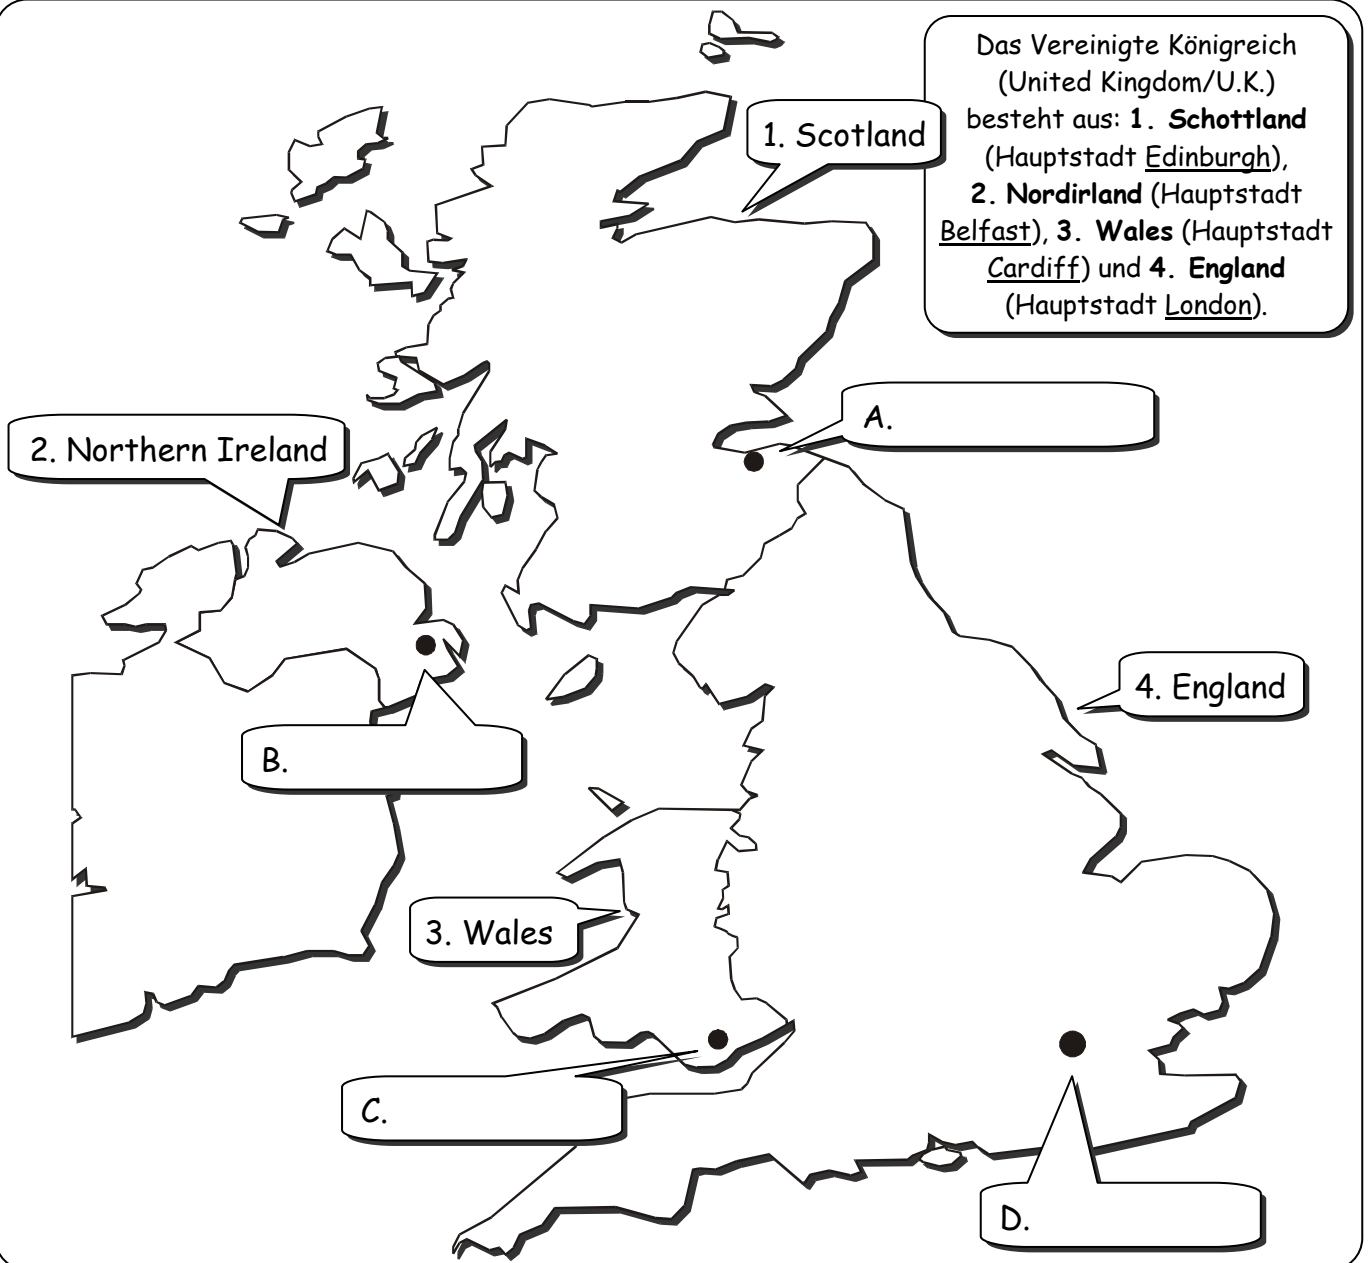 Das Vereinigte Königreich
(United Kingdom/U.K.)
besteht aus: 1. Schottland
(Hauptstadt Edinburgh),
2. Nordirland (Hauptstadt
Belfast), 3. Wales (Hauptstadt
Cardiff) und 4. England
(Hauptstadt London).
1. Scotland
A.
2. Northern Ireland
4. England
B.
3. Wales
C.
D.